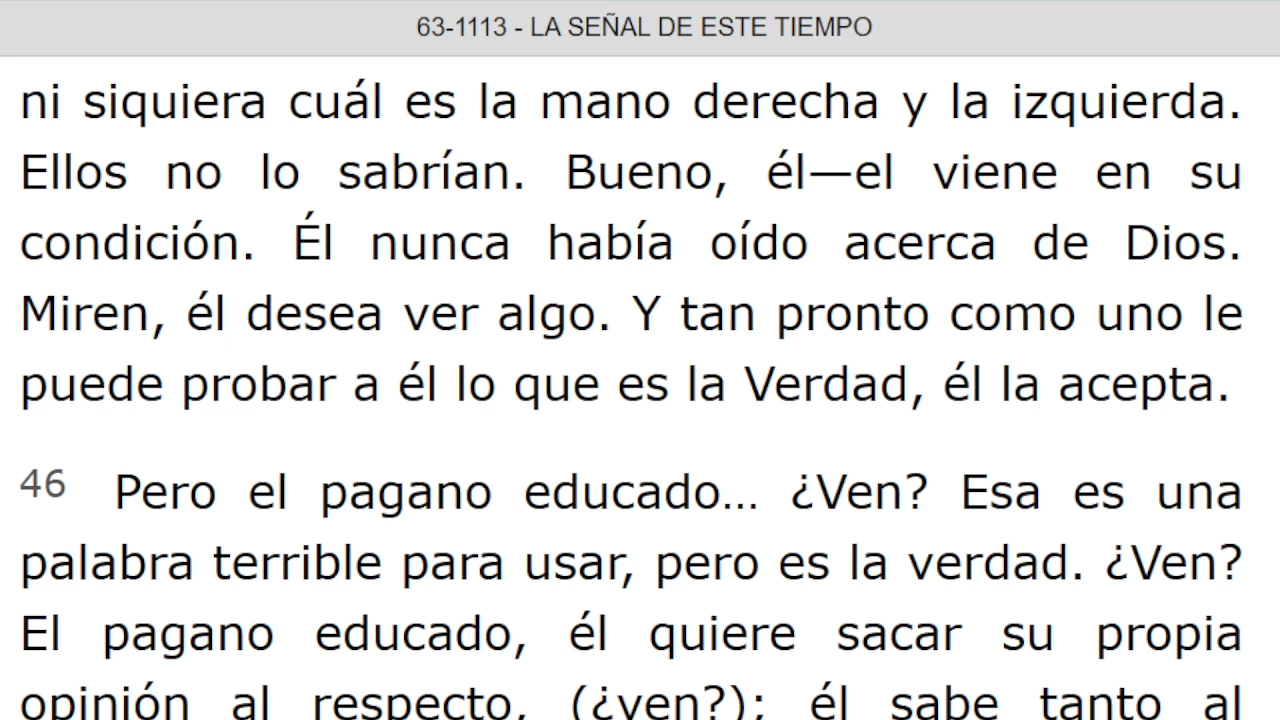 63-1113 - LA SEÑAL DE ESTE TIEMPO
ni siquiera cuál es la mano derecha y la izquierda.
Ellos no lo sabrían. Bueno, él—el viene en su
condición. Él nunca había oído acerca de Dios.
Miren, él desea ver algo. Y tan pronto como uno le
puede probar a él lo que es la Verdad, él la acepta.
46 Pero el pagano educado... ¿Ven? Esa es una
palabra terrible para usar, pero es la verdad. ¿Ven?
El pagano educado, él quiere sacar su propia
opinión al respecto, (¿ven?); él sabe tanto al